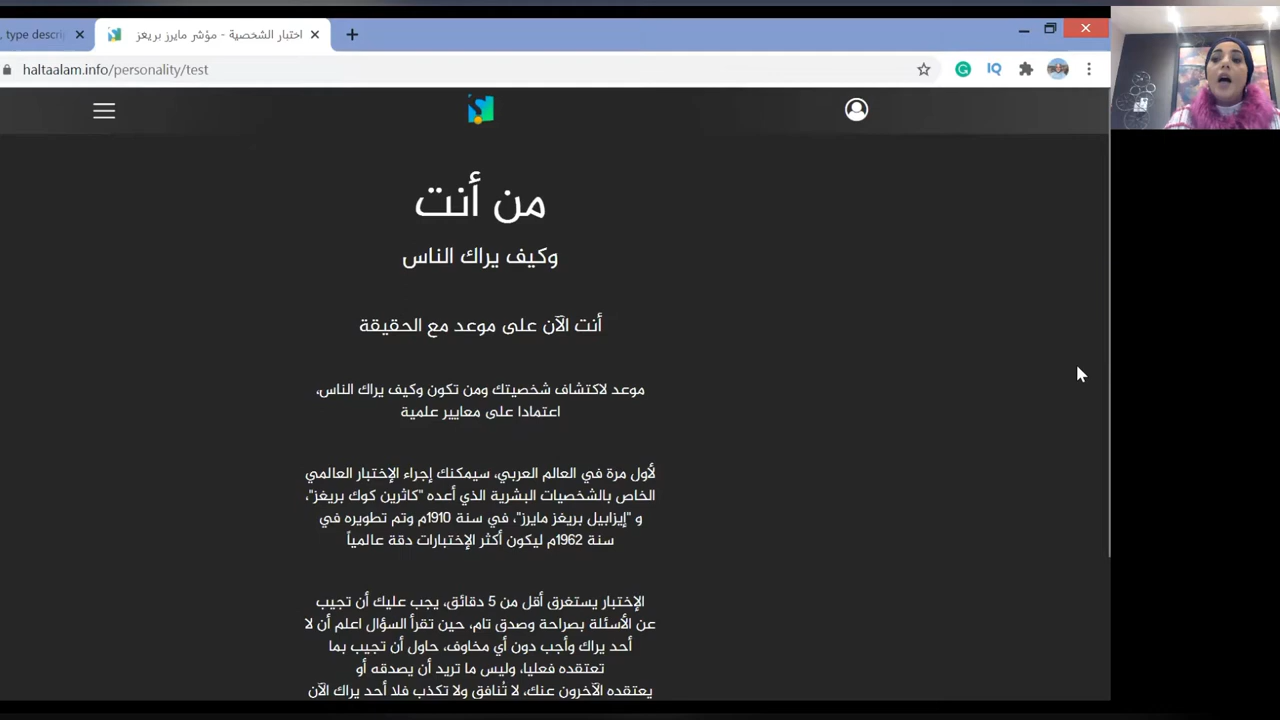 , type descri
اختبار الشخصية - مؤشر مايرز بريغز
haltaalam.info/personality/test
IQ
من أنت
وكيف يراك الناس
أنت الآن على موعد مع الحقيقة
موعد لاكتشاف شخصيتك ومن تكون وكيف يراك الناس،
اعتمادا على معايير علمية
لأول مرة في العالم العربي، سيمكنك إجراء الإختبار العالمي
الخاص بالشخصيات البشرية الذي أعده "كاثرين كوك بريغز"،
و "إيزابيل بريغز مايرز"، في سنة 1910م وتم تطويره في
سنة 1962م ليكون أكثر الإختبارات دقة عالمياً
الإختبار يستغرق أقل من 5 دقائق، يجب عليك أن تجيب
عن الأسئلة بصراحة وصدق تام، حين تقرأ السؤال اعلم أن لا
أحد يراك وأجب دون أي مخاوف، حاول أن تجيب بما
تعتقده فعليا، وليس ما تريد أن يصدقه أو
يعتقده الآخرون عنك، لا تُنافق ولا تكذب فلا أحد يراك الآن